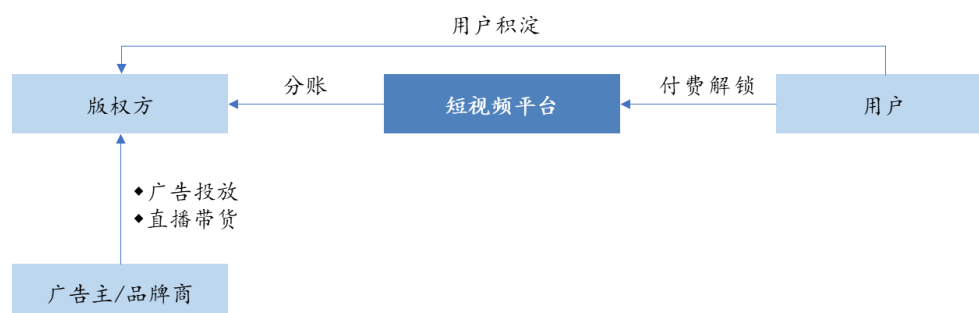 用户积淀
版权方
分账
短视频平台
付费解锁
用户
◆广告投放
◆直播带货
广告主/品牌商